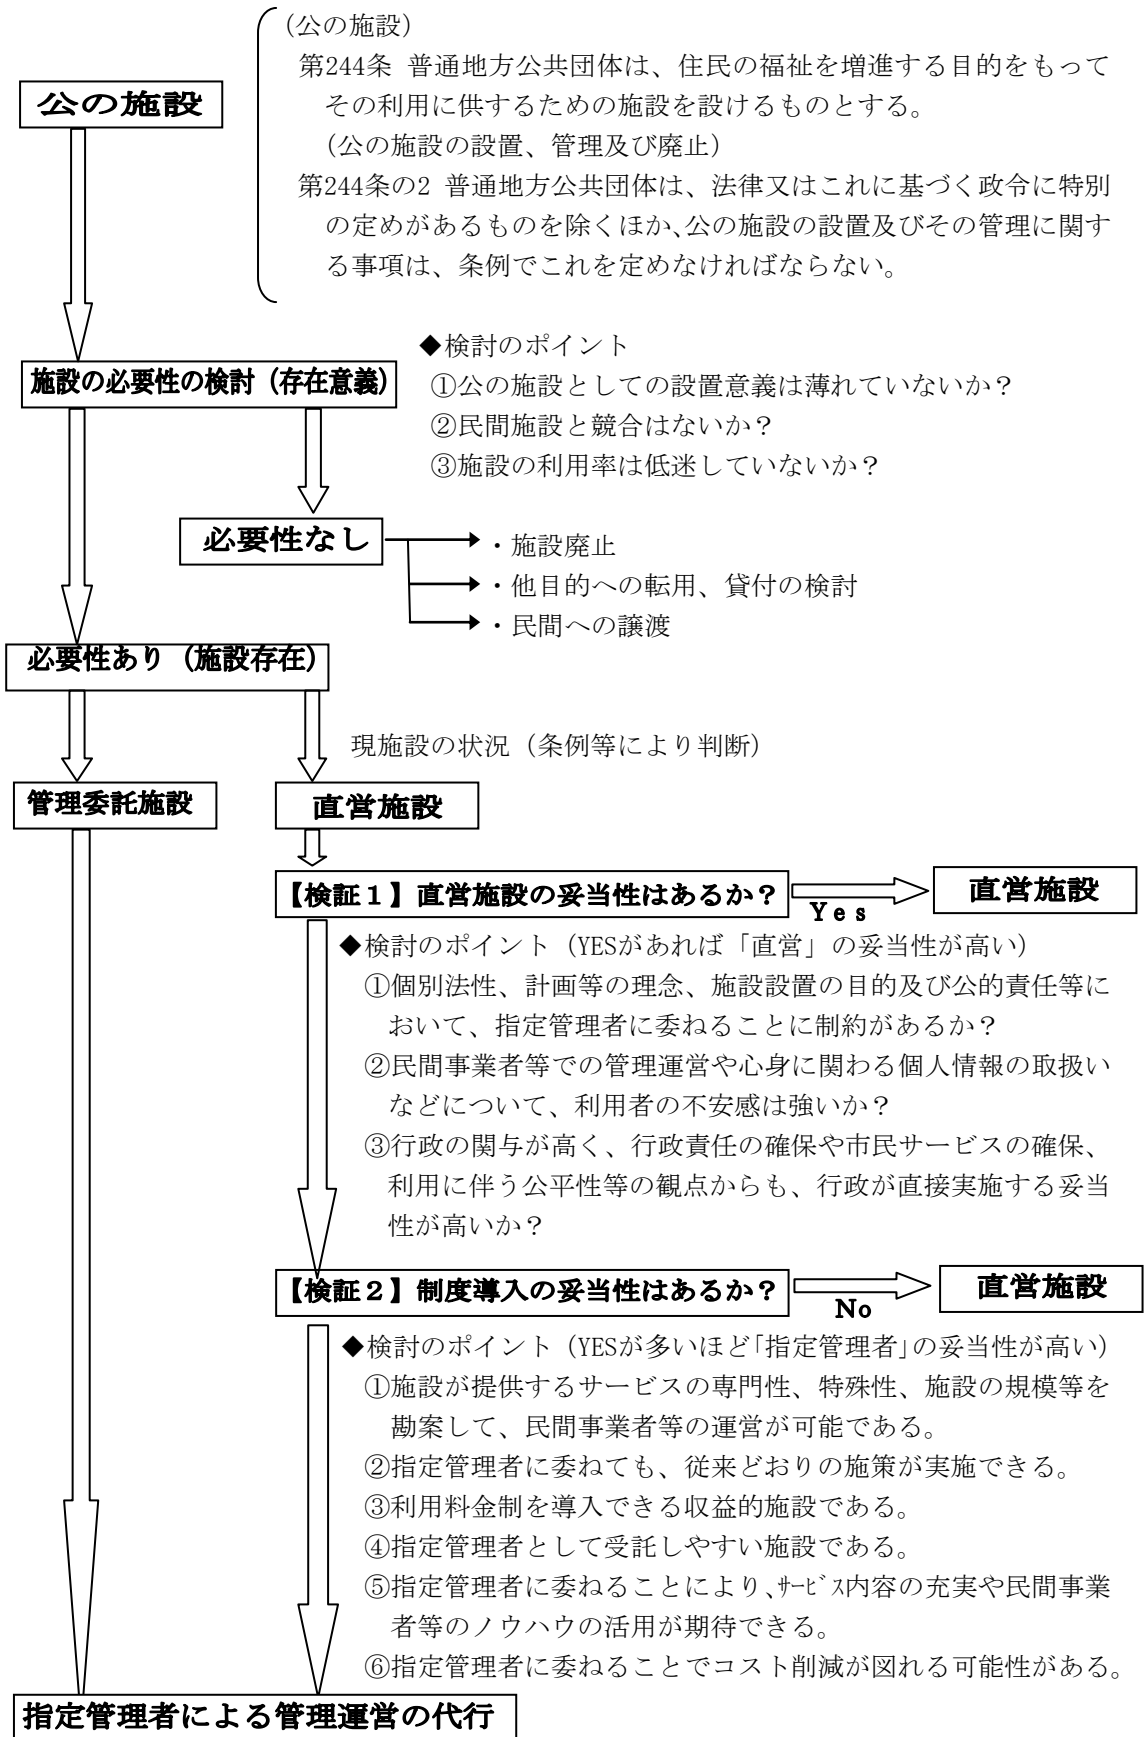 (公の施設)
第244条 普通地方公共団体は、住民の福祉を増進する目的をもって
その利用に供するための施設を設けるものとする。
(公の施設の設置、管理及び廃止)
第244条の2 普通地方公共団体は、法律又はこれに基づく政令に特別
の定めがあるものを除くほか、公の施設の設置及びその管理に関す
る事項は、条例でこれを定めなければならない。
公の施設
施設の必要性の検討(存在意義)
◆検討のポイント
①公の施設としての設置意義は薄れていないか?
②民間施設と競合はないか?
③施設の利用率は低迷していないか?
必要性なし
・施設廃止
・他目的への転用、貸付の検討
・民間への譲渡
必要性あり(施設存在)
現施設の状況(条例等により判断)
管理委託施設
直営施設
【検証1】直営施設の妥当性はあるか?
Yes
直営施設
◆検討のポイント(YESがあれば「直営」の妥当性が高い)
①個別法性、計画等の理念、施設設置の目的及び公的責任等に
おいて、指定管理者に委ねることに制約があるか?
②民間事業者等での管理運営や心身に関わる個人情報の取扱い
などについて、利用者の不安感は強いか?
③行政の関与が高く、行政責任の確保や市民サービスの確保、
利用に伴う公平性等の観点からも、行政が直接実施する妥当
性が高いか?
【検証2】制度導入の妥当性はあるか?
No
直営施設
◆検討のポイント(YESが多いほど「指定管理者」の妥当性が高い)
①施設が提供するサービスの専門性、特殊性、施設の規模等を
勘案して、民間事業者等の運営が可能である。
②指定管理者に委ねても、従来どおりの施策が実施できる。
③利用料金制を導入できる収益的施設である。
④指定管理者として受託しやすい施設である。
⑤指定管理者に委ねることにより、サービス内容の充実や民間事業
者等のノウハウの活用が期待できる。
⑥指定管理者に委ねることでコスト削減が図れる可能性がある。
指定管理者による管理運営の代行